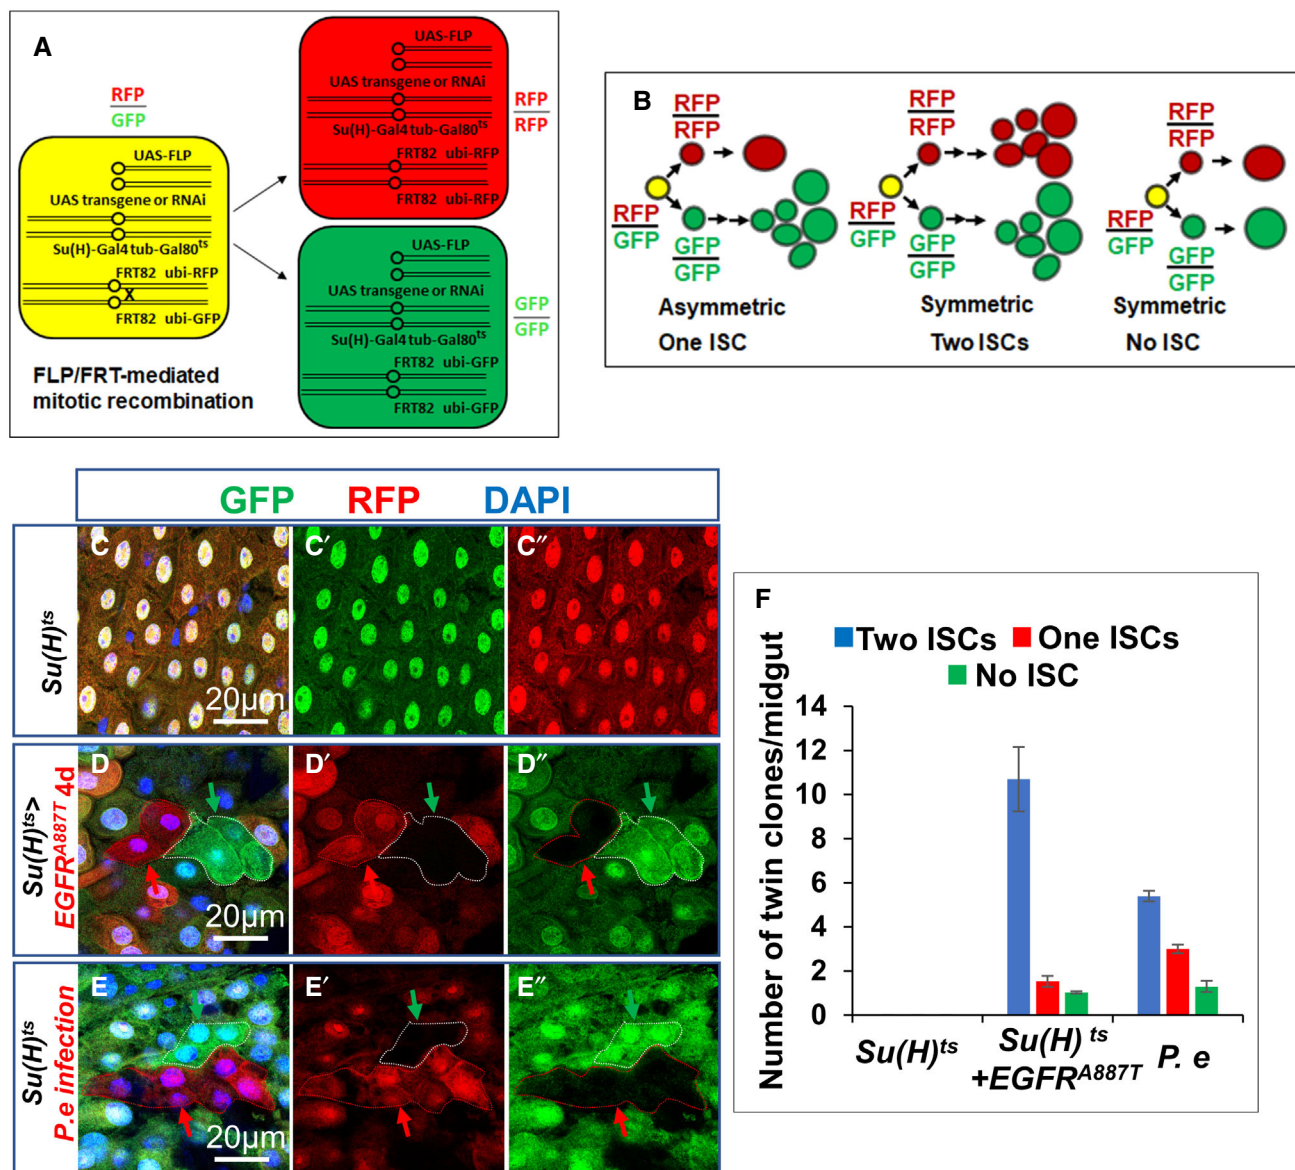 A
RFP
GFP
UAS-FLP
UAS transgene or RNAi
Su(H)-Gal4 tub-Gal80ts
FRT82 ubi-RFP
X
FRT82 ubi-GFP
FLP/FRT-mediated
mitotic recombination
UAS-FLP
UAS transgene or RNAi
Su(H)-Gal4 tub-Gal80ts
FRT82 ubi-RFP
FRT82 ubi-RFP
RFP
RFP
UAS-FLP
UAS transgene or RNAi
Su(H)-Gal4 tub-Gal80ts
FRT82 ubi-GFP
FRT82 ubi-GFP
GFP
GFP
B
RFP
RFP
RFP
GFP
GFP
GFP
Asymmetric
One ISC
RFP
RFP
RFP
GFP
GFP
GFP
Symmetric
Two ISCs
RFP
RFP
RFP
GFP
GFP
GFP
Symmetric
No ISC
GFP RFP DAPI
Su(H)ts
C C′ C″
20µm
Su(H)ts>
EGFRA887T 4d
D D′ D″
20µm
Su(H)ts
P.e infection
E E′ E″
20µm
F
Two ISCs One ISCs
No ISC
Number of twin clones/midgut
14
12
10
8
6
4
2
0
Su(H)ts
Su(H) ts
+EGFRA887T
P. e